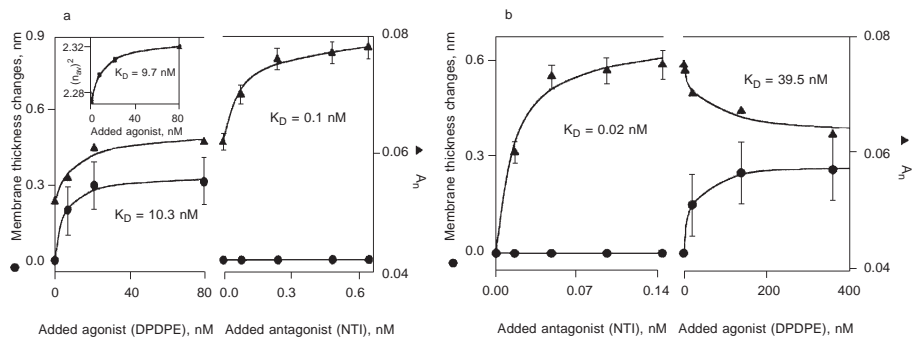 a
Membrane thickness changes, nm
0.9
0.6
0.3
0.0
(n_av)^2
2.32
2.28
K_D = 9.7 nM
0 40 80
Added agonist, nM
K_D = 10.3 nM
0 40 80
Added agonist (DPDPE), nM
K_D = 0.1 nM
0.0 0.3 0.6
Added antagonist (NTI), nM
0.08
0.06
0.04
A_n
b
Membrane thickness changes, nm
0.6
0.3
0.0
K_D = 0.02 nM
0.00 0.07 0.14
Added antagonist (NTI), nM
K_D = 39.5 nM
0 200 400
Added agonist (DPDPE), nM
0.08
0.06
0.04
A_n